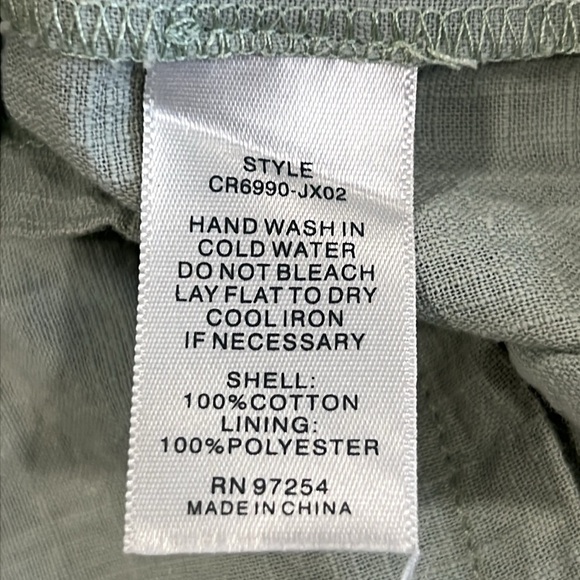 STYLE
CR6990-JX02
HAND WASH IN
COLD WATER
DO NOT BLEACH
LAY FLAT TO DRY
COOL IRON
IF NECESSARY
SHELL:
100%COTTON
LINING:
100%POLYESTER
RN 97254
MADE IN CHINA